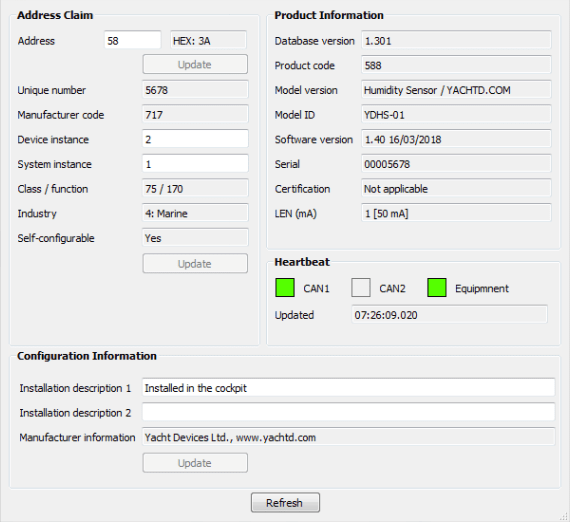 Address Claim
Address 58 HEX: 3A
Update
Unique number 5678
Manufacturer code 717
Device instance 2
System instance 1
Class / function 75 / 170
Industry 4: Marine
Self-configurable Yes
Update
Product Information
Database version 1.301
Product code 588
Model version Humidity Sensor / YACHTD.COM
Model ID YDHS-01
Software version 1.40 16/03/2018
Serial 00005678
Certification Not applicable
LEN (mA) 1 [50 mA]
Heartbeat
CAN1 CAN2 Equipmnent
Updated 07:26:09.020
Configuration Information
Installation description 1 Installed in the cockpit
Installation description 2
Manufacturer information Yacht Devices Ltd., www.yachtd.com
Update
Refresh